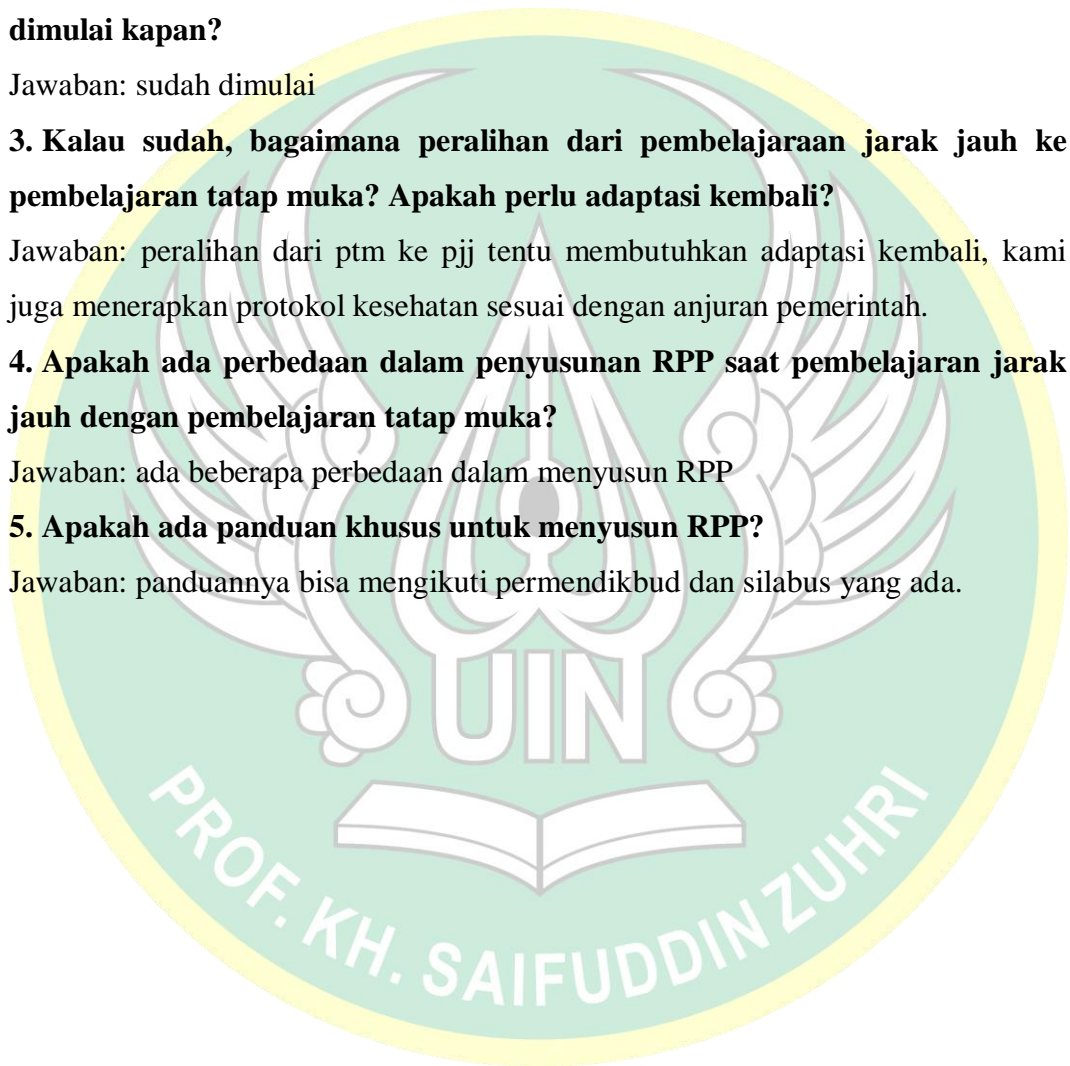 dimulai kapan?
Jawaban: sudah dimulai
3. Kalau sudah, bagaimana peralihan dari pembelajaraan jarak jauh ke
pembelajaran tatap muka? Apakah perlu adaptasi kembali?
Jawaban: peralihan dari ptm ke pjj tentu membutuhkan adaptasi kembali, kami
juga menerapkan protokol kesehatan sesuai dengan anjuran pemerintah.
4. Apakah ada perbedaan dalam penyusunan RPP saat pembelajaran jarak
jauh dengan pembelajaran tatap muka?
Jawaban: ada beberapa perbedaan dalam menyusun RPP
5. Apakah ada panduan khusus untuk menyusun RPP?
Jawaban: panduannya bisa mengikuti permendikbud dan silabus yang ada.
UIN
PROF. KH. SAIFUDDIN ZUHRI